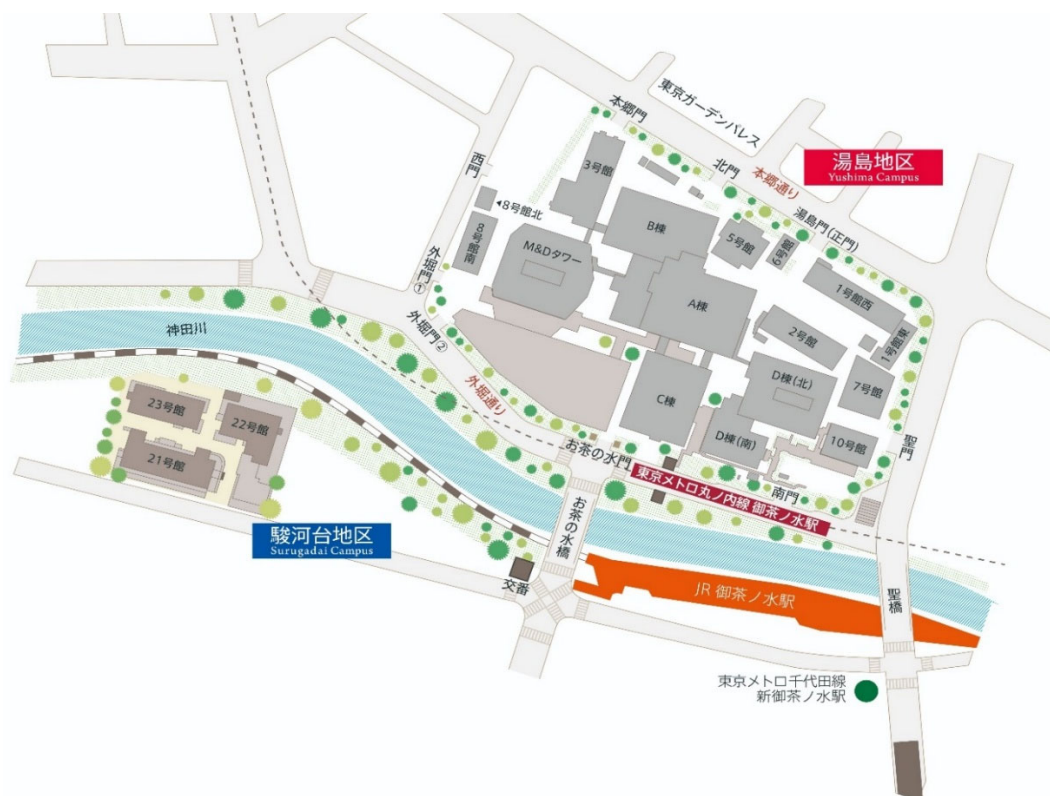 東京ガーデンパレス
本郷門
湯島地区
Yushima Campus
北門
本郷通り
3号館
西門
湯島門(正門)
◀8号館北
B棟
5号館
6号館
8号館南
M&Dタワー
外堀門①
A棟
1号館西
外堀門②
2号館
1号館東
神田川
D棟(北)
7号館
外堀通り
C棟
23号館
22号館
D棟(南)
10号館
聖門
21号館
お茶の水門
東京メトロ丸ノ内線 御茶ノ水駅
南門
駿河台地区
Surugadai Campus
お茶の水橋
交番
JR 御茶ノ水駅
聖橋
東京メトロ千代田線
新御茶ノ水駅